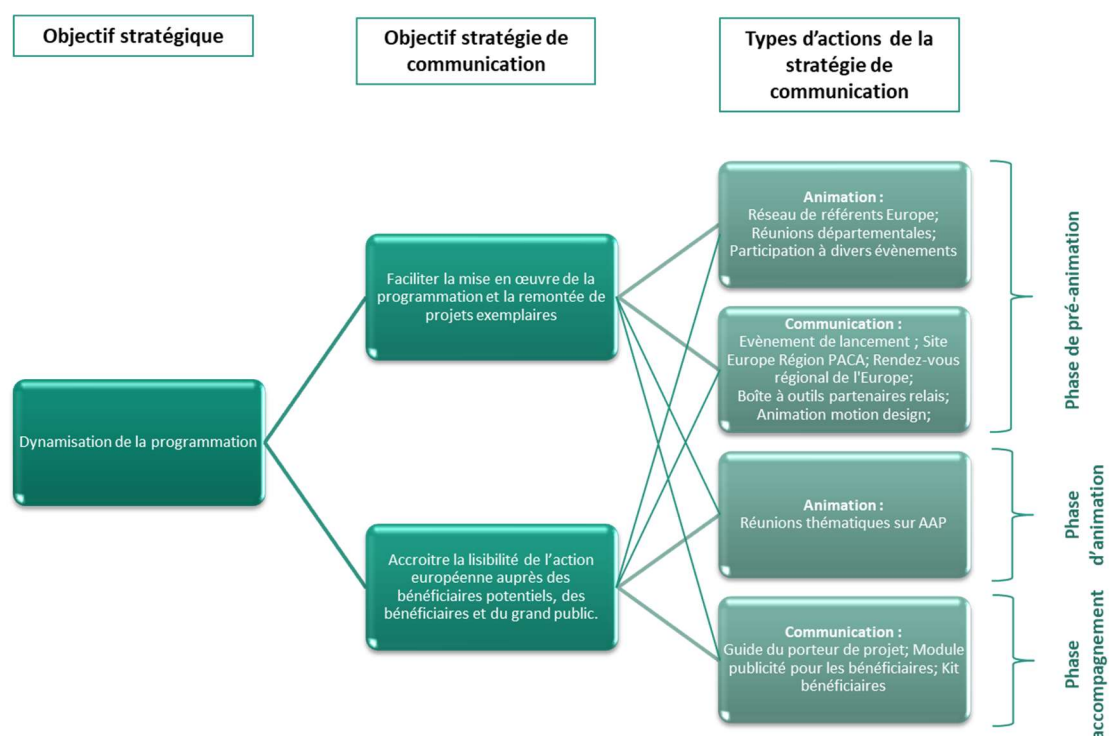 Objectif stratégique
Objectif stratégie de
communication
Types d’actions de la
stratégie de
communication
Dynamisation de la programmation
Faciliter la mise en œuvre de la
programmation et la remontée de
projets exemplaires
Accroitre la lisibilité de l’action
européenne auprès des
bénéficiaires potentiels, des
bénéficiaires et du grand public.
Animation :
Réseau de référents Europe;
Réunions départementales;
Participation à divers évènements
Communication :
Evènement de lancement ; Site
Europe Région PACA; Rendez-vous
régional de l'Europe;
Boîte à outils partenaires relais;
Animation motion design;
Animation :
Réunions thématiques sur AAP
Communication :
Guide du porteur de projet; Module
publicité pour les bénéficiaires; Kit
bénéficiaires
Phase de pré-animation
Phase
d’animation
Phase
accompagnement